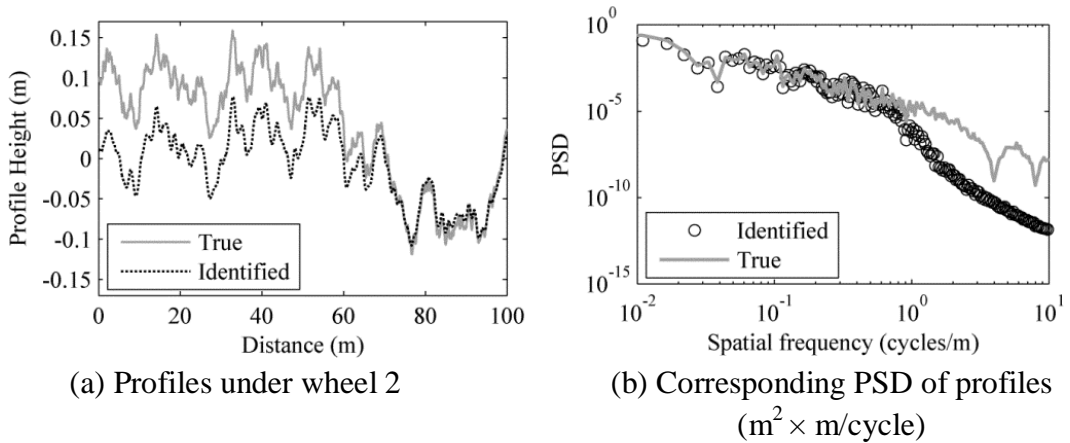 0.15
0.1
0.05
0
-0.05
-0.1
-0.15
Profile Height (m)
True
Identified
0 20 40 60 80 100
Distance (m)
(a) Profiles under wheel 2
10^0
10^-5
10^-10
10^-15
PSD
Identified
True
10^-2 10^-1 10^0 10^1
Spatial frequency (cycles/m)
(b) Corresponding PSD of profiles
(m² × m/cycle)